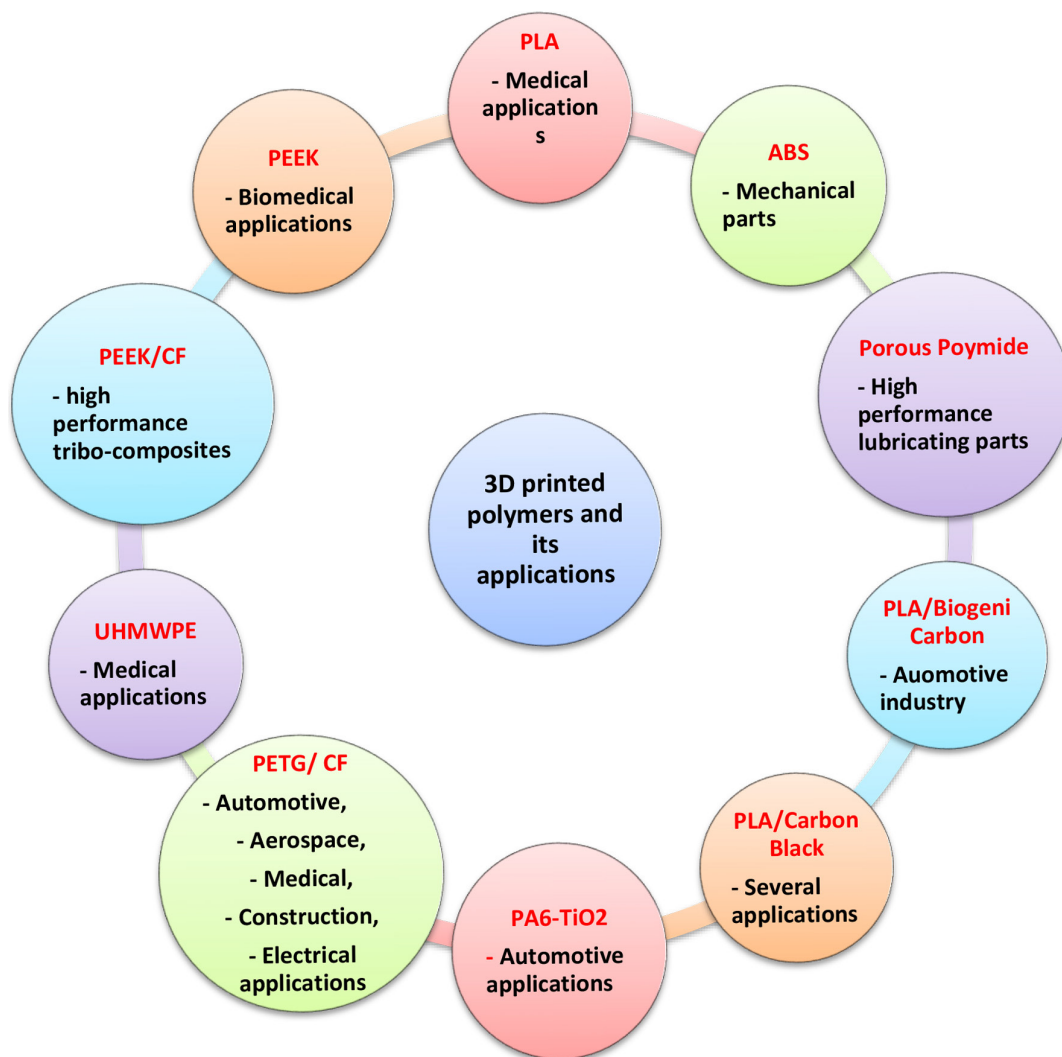 PLA
- Medical
application
s
ABS
- Mechanical
parts
Porous Poymide
- High
performance
lubricating parts
PLA/Biogeni
Carbon
- Auomotive
industry
PLA/Carbon
Black
- Several
applications
PA6-TiO2
- Automotive
applications
PETG/ CF
- Automotive,
- Aerospace,
- Medical,
- Construction,
- Electrical
applications
UHMWPE
- Medical
applications
PEEK/CF
- high
performance
tribo-composites
PEEK
- Biomedical
applications
3D printed
polymers and
its
applications